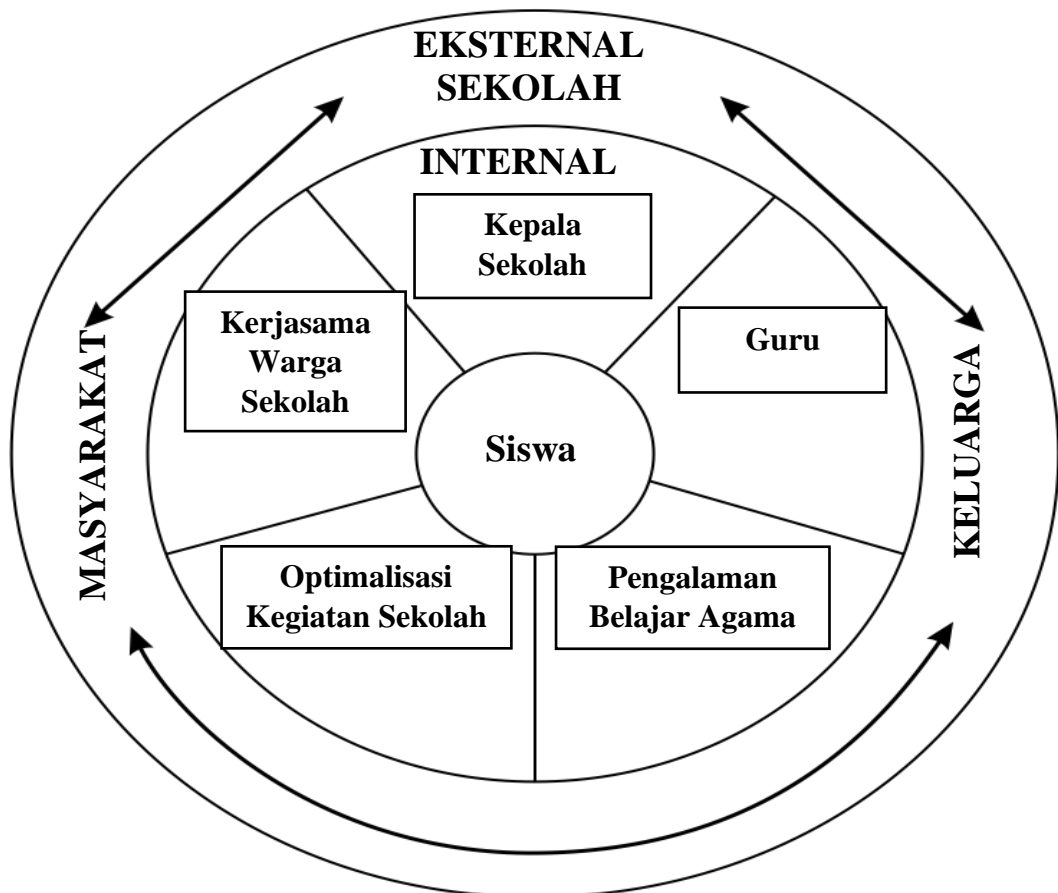 EKSTERNAL
SEKOLAH
INTERNAL
Kepala
Sekolah
Kerjasama
Warga
Sekolah
Guru
MASYARAKAT
Siswa
KELUARGA
Optimalisasi
Kegiatan Sekolah
Pengalaman
Belajar Agama